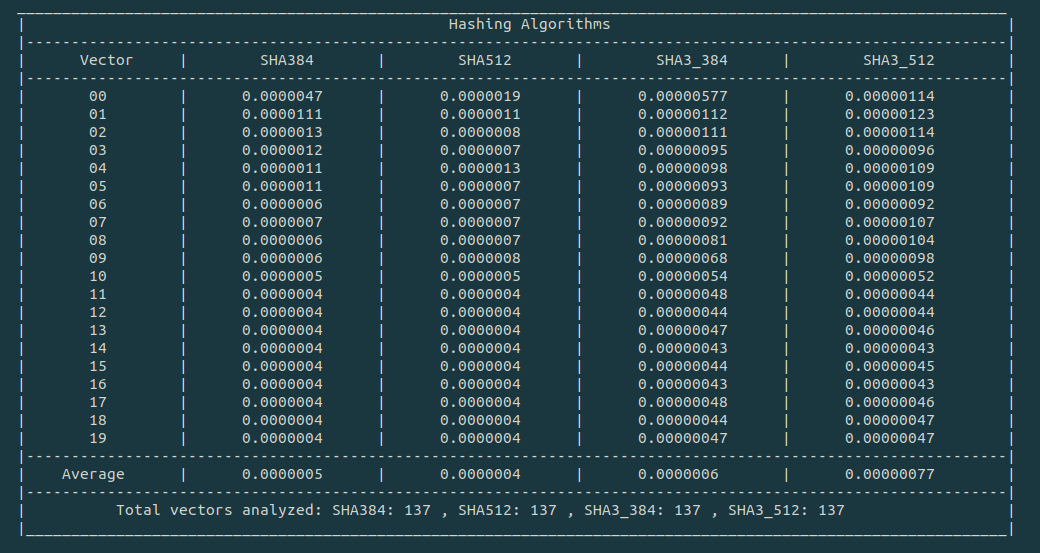 Hashing Algorithms
Vector | SHA384 | SHA512 | SHA3_384 | SHA3_512
00 | 0.0000047 | 0.0000019 | 0.00000577 | 0.00000114
01 | 0.0000111 | 0.0000011 | 0.00000112 | 0.00000123
02 | 0.0000013 | 0.0000008 | 0.00000111 | 0.00000114
03 | 0.0000012 | 0.0000007 | 0.00000095 | 0.00000096
04 | 0.0000011 | 0.0000013 | 0.00000098 | 0.00000109
05 | 0.0000011 | 0.0000007 | 0.00000093 | 0.00000109
06 | 0.0000006 | 0.0000007 | 0.00000089 | 0.00000092
07 | 0.0000007 | 0.0000007 | 0.00000092 | 0.00000107
08 | 0.0000006 | 0.0000007 | 0.00000081 | 0.00000104
09 | 0.0000006 | 0.0000008 | 0.00000068 | 0.00000098
10 | 0.0000005 | 0.0000005 | 0.00000054 | 0.00000052
11 | 0.0000004 | 0.0000004 | 0.00000048 | 0.00000044
12 | 0.0000004 | 0.0000004 | 0.00000044 | 0.00000044
13 | 0.0000004 | 0.0000004 | 0.00000047 | 0.00000046
14 | 0.0000004 | 0.0000004 | 0.00000043 | 0.00000043
15 | 0.0000004 | 0.0000004 | 0.00000044 | 0.00000045
16 | 0.0000004 | 0.0000004 | 0.00000043 | 0.00000043
17 | 0.0000004 | 0.0000004 | 0.00000048 | 0.00000046
18 | 0.0000004 | 0.0000004 | 0.00000044 | 0.00000047
19 | 0.0000004 | 0.0000004 | 0.00000047 | 0.00000047
Average | 0.0000005 | 0.0000004 | 0.0000006 | 0.00000077
Total vectors analyzed: SHA384: 137 , SHA512: 137 , SHA3_384: 137 , SHA3_512: 137